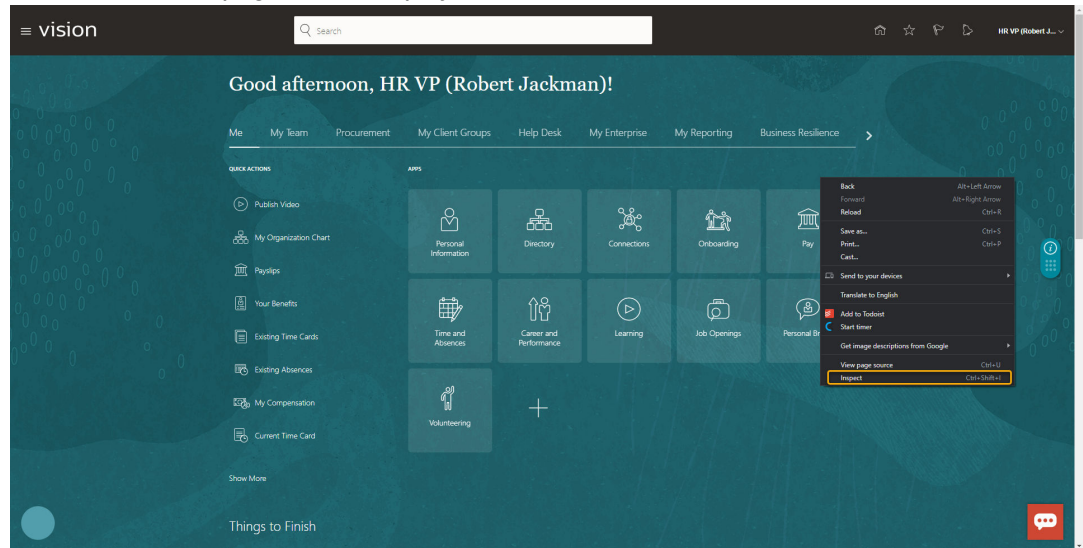 vision
Search
HR VP (Robert J...
Good afternoon, HR VP (Robert Jackman)!
Me My Team Procurement My Client Groups Help Desk My Enterprise My Reporting Business Resilience
QUICK ACTIONS
Publish Video
My Organization Chart
Payslips
Your Benefits
Existing Time Cards
Existing Absences
My Compensation
Current Time Card
Show More
APPS
Personal
Information
Directory
Connections
Onboarding
Pay
Time and
Absences
Career and
Performance
Learning
Job Openings
Personal Br
Volunteering
Back Alt+Left Arrow
Forward Alt+Right Arrow
Reload Ctrl+R
Save as... Ctrl+S
Print... Ctrl+P
Cast...
Send to your devices
Translate to English
Add to Todoist
Start timer
Get image descriptions from Google
View page source Ctrl+U
Inspect Ctrl+Shift+I
Things to Finish